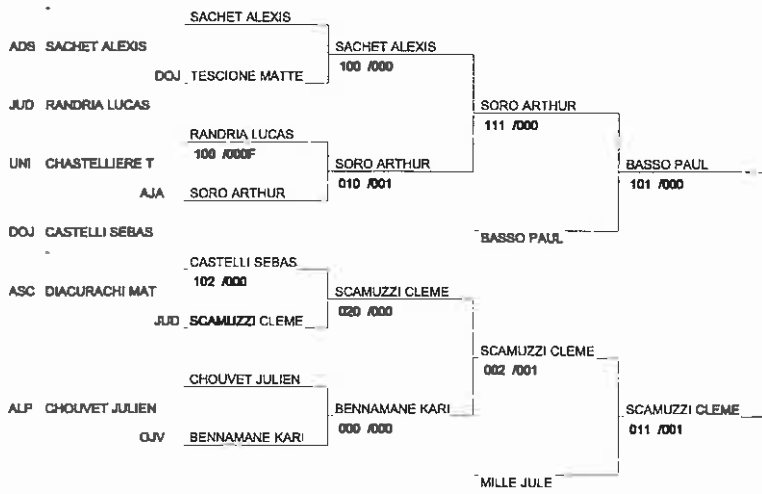 SACHET ALEXIS
ADS SACHET ALEXIS
SACHET ALEXIS
100 /000
DOJ TESCIONE MATTE
JUD RANDRIA LUCAS
SORO ARTHUR
111 /000
RANDRIA LUCAS
100 /000F
UNI CHASTELLIERE T
SORO ARTHUR
010 /001
BASSO PAUL
101 /000
AJA SORO ARTHUR
DOJ CASTELLI SEBAS
BASSO PAUL
CASTELLI SEBAS
102 /000
ASC DIACURACHI MAT
SCAMUZZI CLEME
020 /000
JUD SCAMUZZI CLEME
SCAMUZZI CLEME
002 /001
CHOUVET JULIEN
ALP CHOUVET JULIEN
BENNAMANE KARI
000 /000
SCAMUZZI CLEME
011 /001
OJV BENNAMANE KARI
MILLE JULE